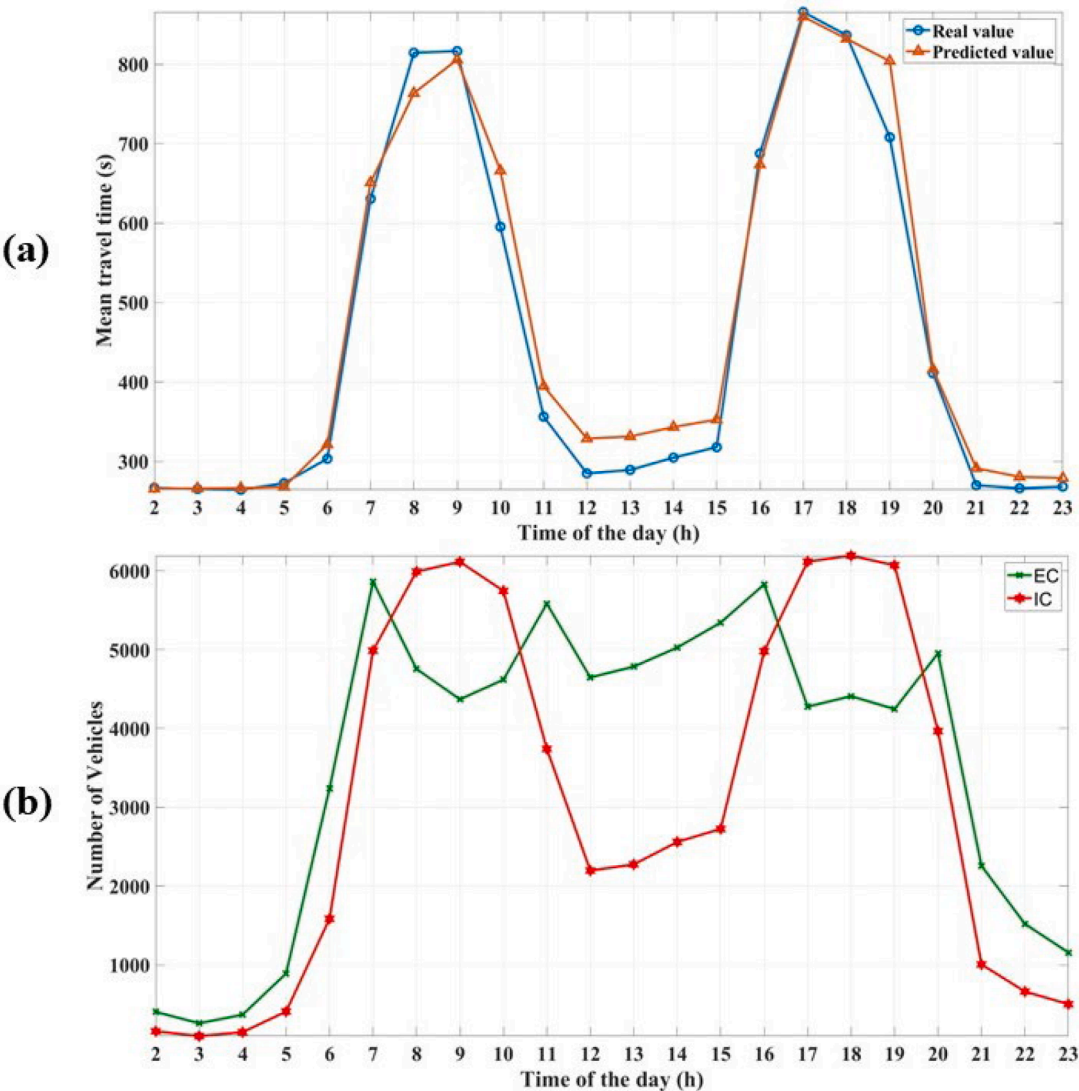 (a)
Mean travel time (s)
800
700
600
500
400
300
Real value
Predicted value
2 3 4 5 6 7 8 9 10 11 12 13 14 15 16 17 18 19 20 21 22 23
Time of the day (h)
(b)
Number of Vehicles
6000
5000
4000
3000
2000
1000
EC
IC
2 3 4 5 6 7 8 9 10 11 12 13 14 15 16 17 18 19 20 21 22 23
Time of the day (h)